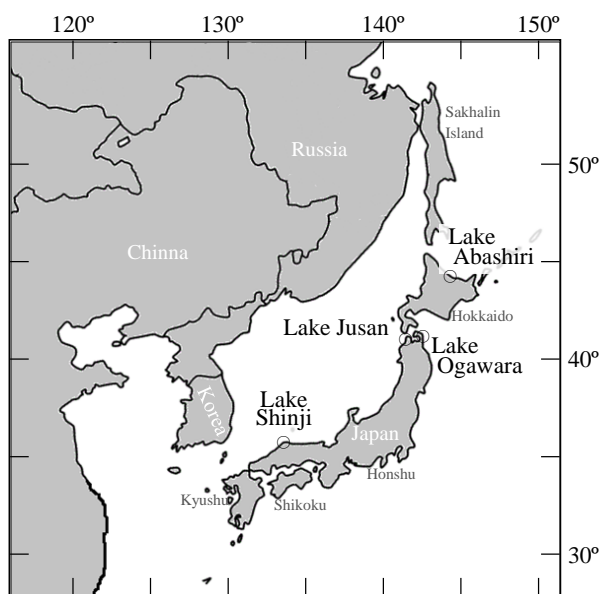 120º 130º 140º 150º
Sakhalin
Island
Russia
50º
Lake
Abashiri
Chinna
Hokkaido
Lake Jusan
Lake
Ogawara
40º
Lake
Shinji
Korea
Japan
Honshu
Kyushu
Shikoku
30º